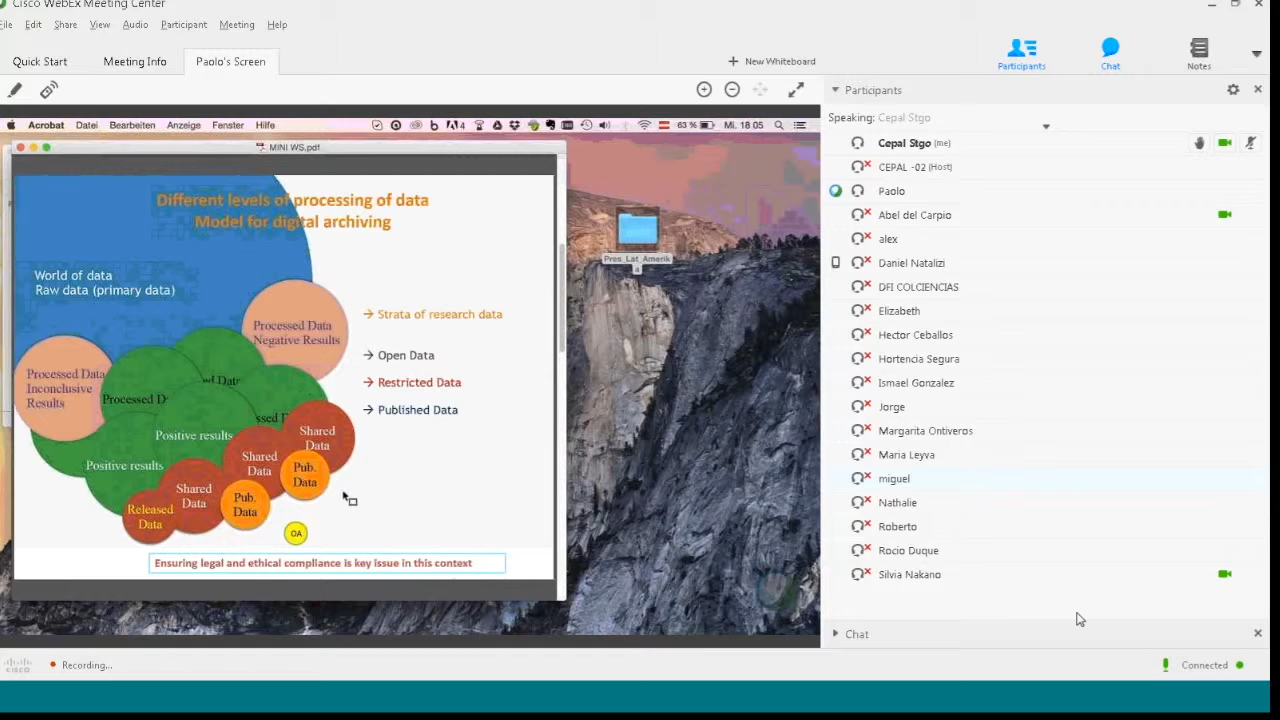 Cisco WebEx Meeting Center
File Edit Share View Audio Participant Meeting Help
Quick Start Meeting Info Paolo's Screen
New Whiteboard
Participants Chat Notes
Acrobat Datei Bearbeiten Anzeige Fenster Hilfe
4 63 % Mi. 18 05
MINI WS.pdf
Different levels of processing of data
Model for digital archiving
World of data
Raw data (primary data)
Processed Data
Negative Results
Processed Data
Inconclusive
Results
Positive results
Positive results
Shared
Data
Shared
Data
Shared
Data
Pub.
Data
Pub.
Data
Released
Data
OA
→ Strata of research data
→ Open Data
→ Restricted Data
→ Published Data
Ensuring legal and ethical compliance is key issue in this context
Pres_Lat_Amerik
a
Participants
Speaking: Cepal Stgo
Cepal Stgo (me)
CEPAL -02 (Host)
Paolo
Abel del Carpio
alex
Daniel Natalizi
DFI COLCIENCIAS
Elizabeth
Hector Ceballos
Hortencia Segura
Ismael Gonzalez
Jorge
Margarita Ontiveros
Maria Leyva
miguel
Nathalie
Roberto
Rocio Duque
Silvia Nakano
Chat
cisco
Recording...
Connected